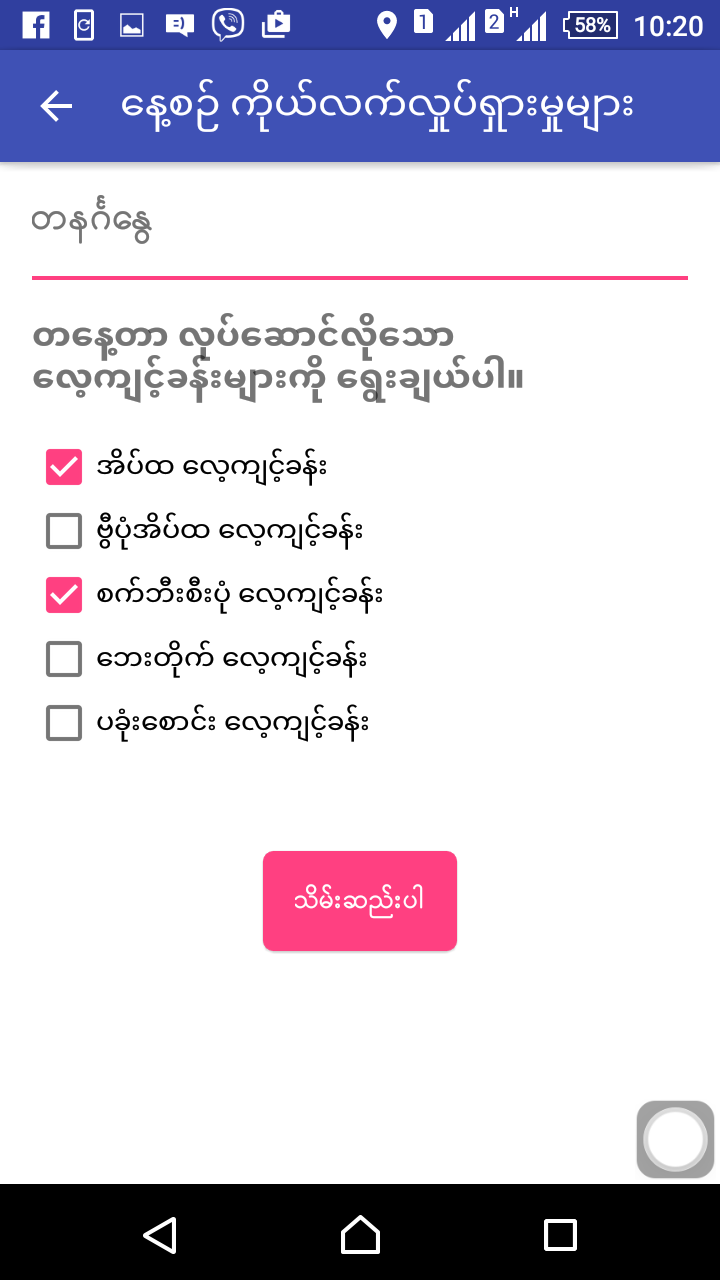 1 2 H 58% 10:20
နေ့စဉ် ကိုယ်လက်လှုပ်ရှားမှုများ
တနင်္ဂနွေ
တနေ့တာ လုပ်ဆောင်လိုသော
လေ့ကျင့်ခန်းများကို ရွေးချယ်ပါ။
အိပ်ထ လေ့ကျင့်ခန်း
ဗွီပုံအိပ်ထ လေ့ကျင့်ခန်း
စက်ဘီးစီးပုံ လေ့ကျင့်ခန်း
ဘေးတိုက် လေ့ကျင့်ခန်း
ပခုံးစောင်း လေ့ကျင့်ခန်း
သိမ်းဆည်းပါ